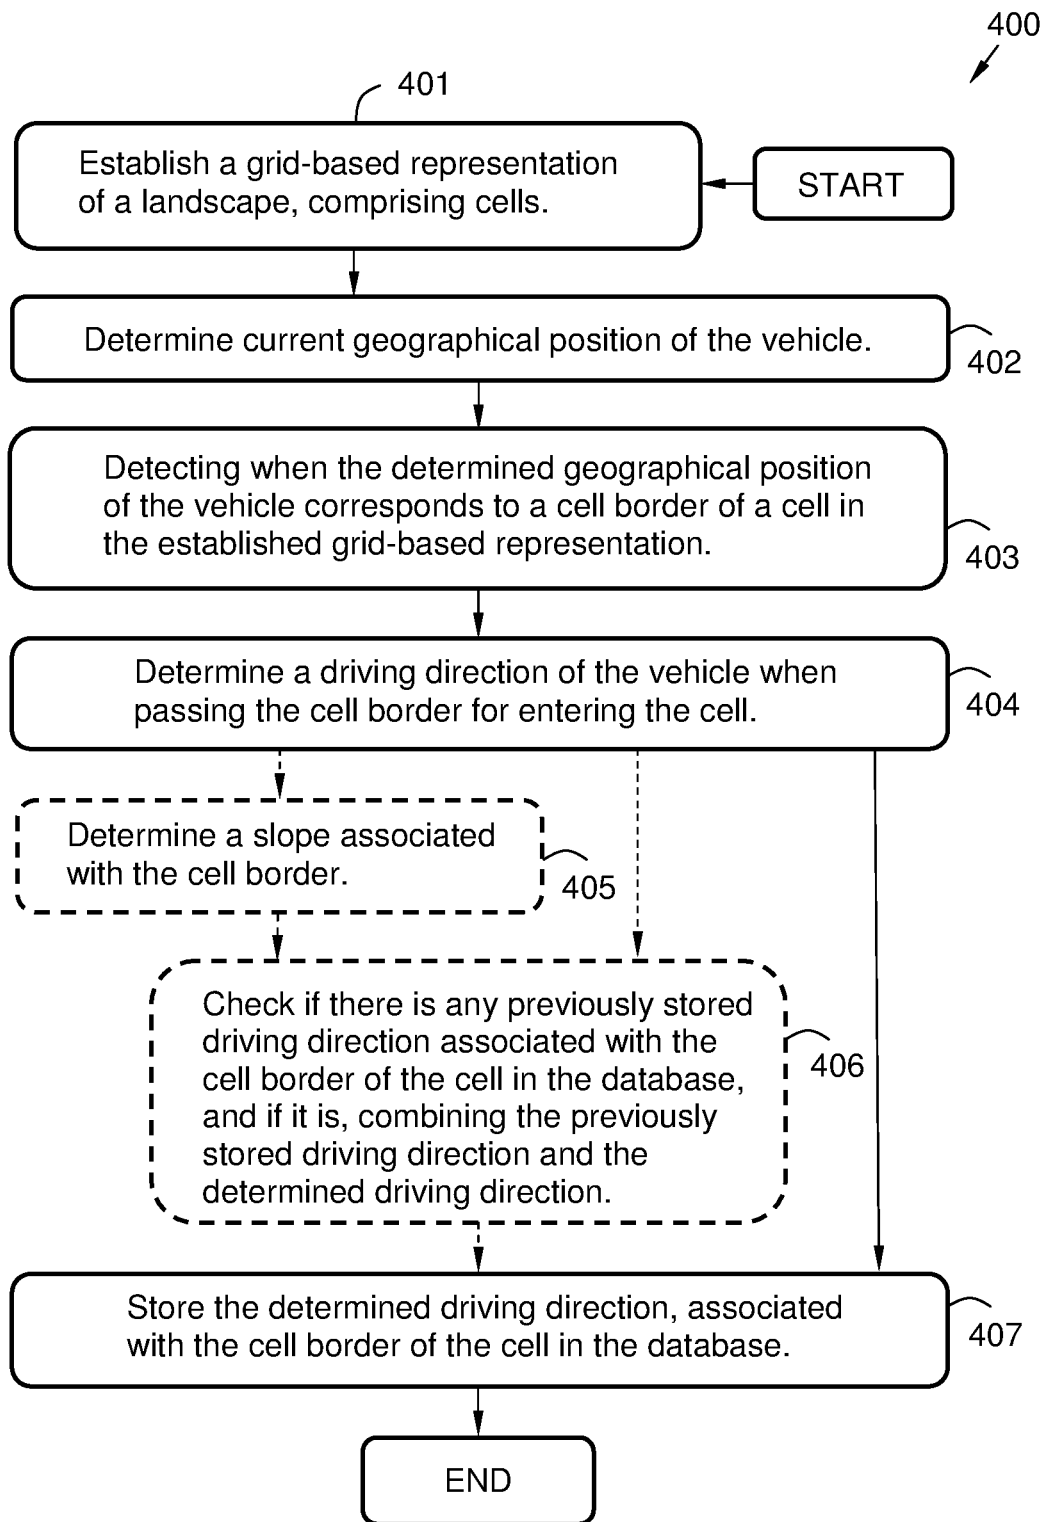 400
401
Establish a grid-based representation
of a landscape, comprising cells.
START
Determine current geographical position of the vehicle.
402
Detecting when the determined geographical position
of the vehicle corresponds to a cell border of a cell in
the established grid-based representation.
403
Determine a driving direction of the vehicle when
passing the cell border for entering the cell.
404
Determine a slope associated
with the cell border.
405
Check if there is any previously stored
driving direction associated with the
cell border of the cell in the database,
and if it is, combining the previously
stored driving direction and the
determined driving direction.
406
Store the determined driving direction, associated
with the cell border of the cell in the database.
407
END